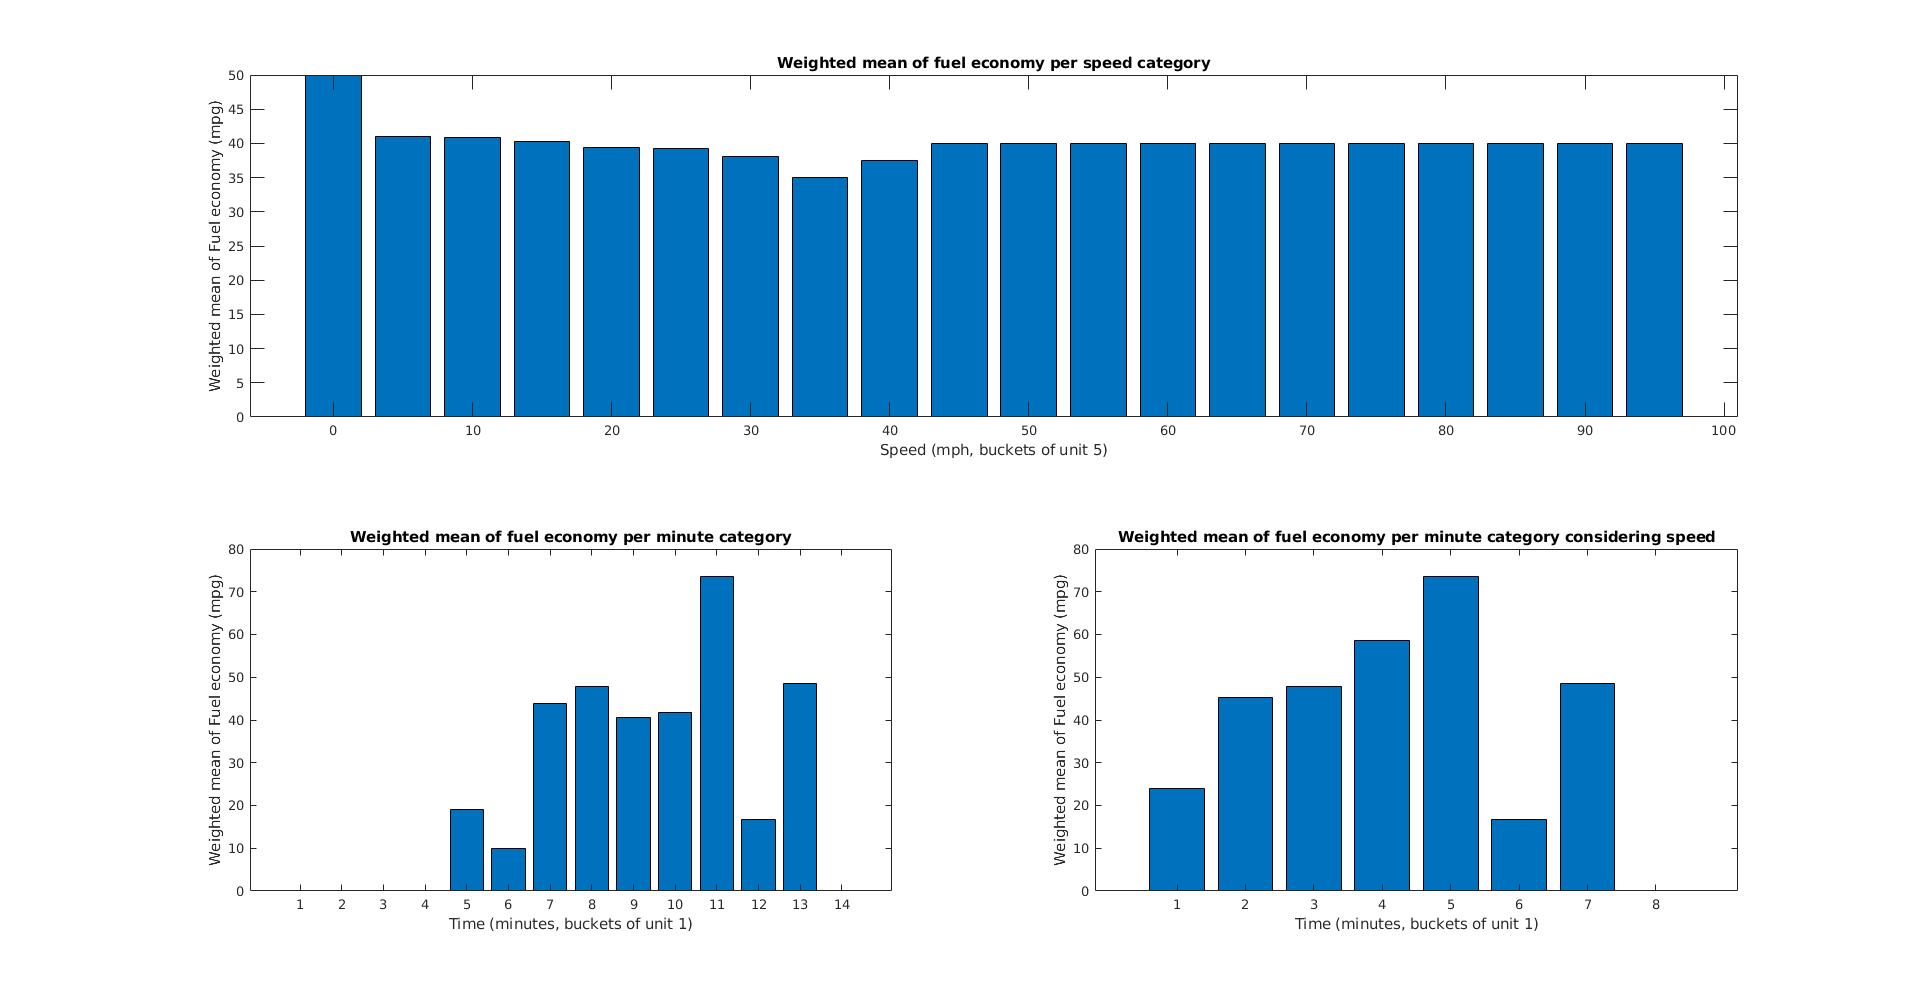 Weighted mean of fuel economy per speed category
Weighted mean of Fuel economy (mpg)
50
45
40
35
30
25
20
15
10
5
0
0 10 20 30 40 50 60 70 80 90 100
Speed (mph, buckets of unit 5)
Weighted mean of fuel economy per minute category
Weighted mean of Fuel economy (mpg)
80
70
60
50
40
30
20
10
0
1 2 3 4 5 6 7 8 9 10 11 12 13 14
Time (minutes, buckets of unit 1)
Weighted mean of fuel economy per minute category considering speed
Weighted mean of Fuel economy (mpg)
80
70
60
50
40
30
20
10
0
1 2 3 4 5 6 7 8
Time (minutes, buckets of unit 1)